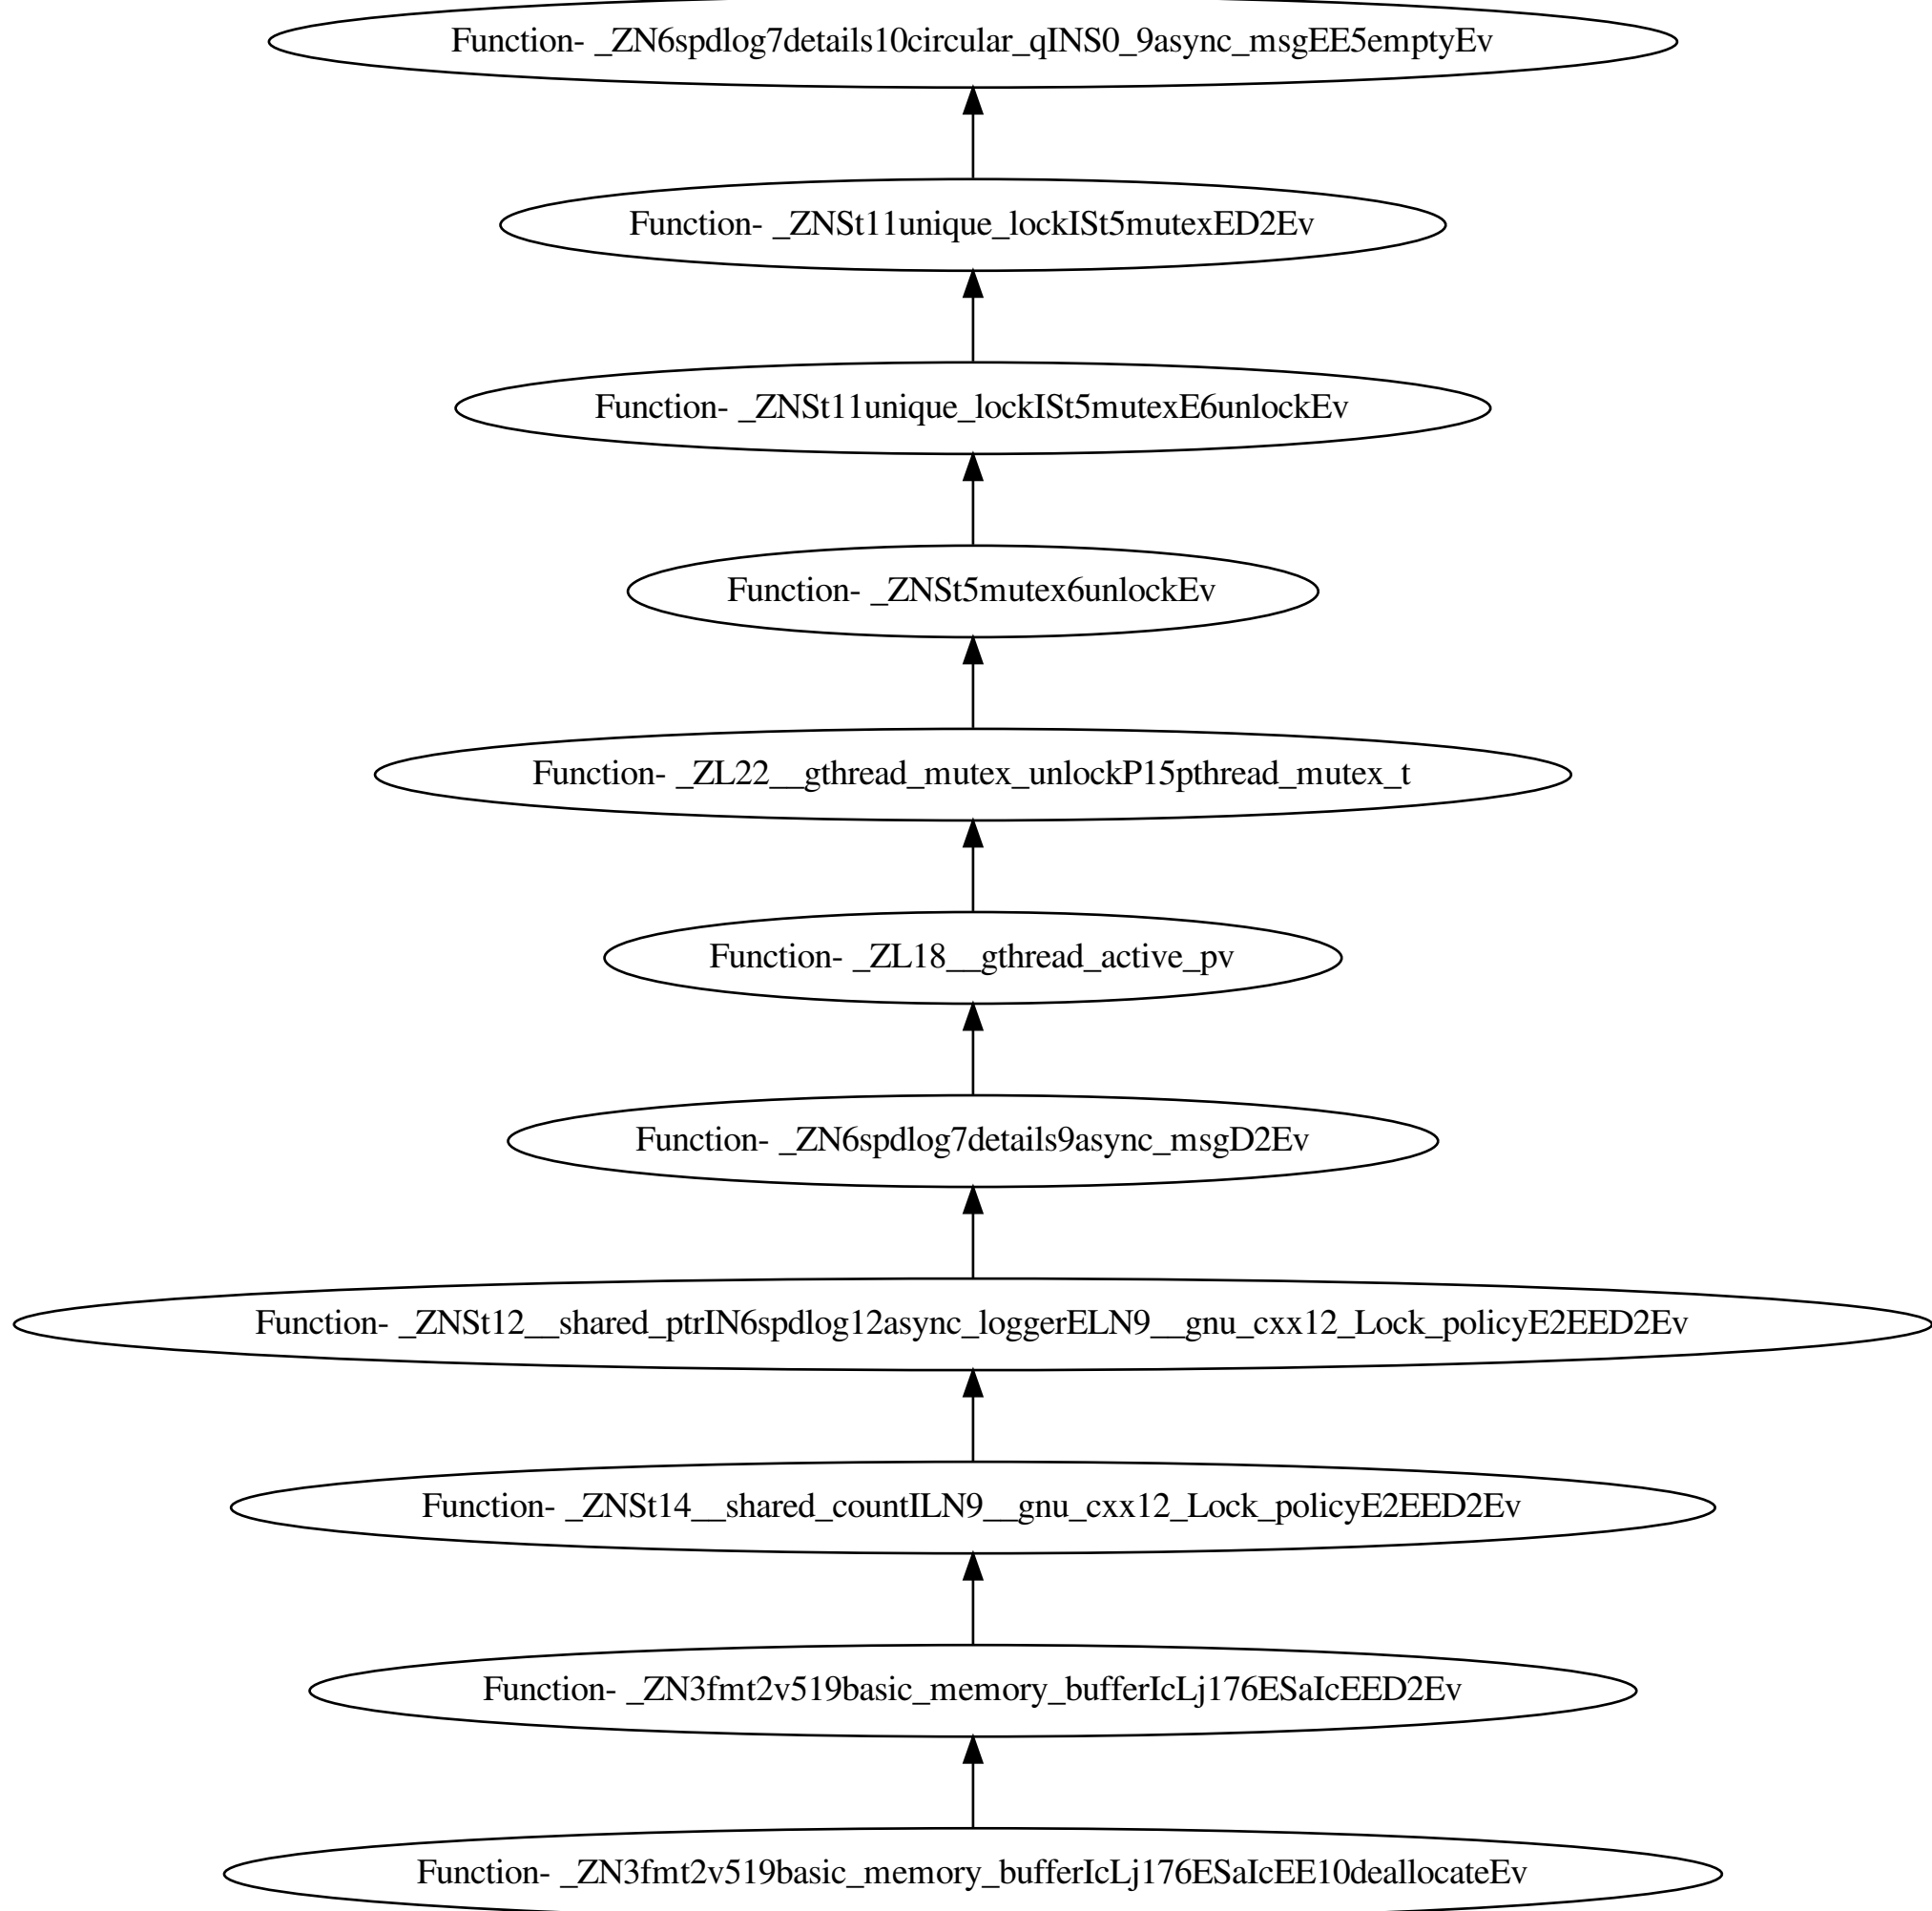 Function- _ZN6spdlog7details10circular_qINS0_9async_msgEE5emptyEv
Function- _ZNSt11unique_lockISt5mutexED2Ev
Function- _ZNSt11unique_lockISt5mutexE6unlockEv
Function- _ZNSt5mutex6unlockEv
Function- _ZL22__gthread_mutex_unlockP15pthread_mutex_t
Function- _ZL18__gthread_active_pv
Function- _ZN6spdlog7details9async_msgD2Ev
Function- _ZNSt12__shared_ptrIN6spdlog12async_loggerELN9__gnu_cxx12_Lock_policyE2EED2Ev
Function- _ZNSt14__shared_countILN9__gnu_cxx12_Lock_policyE2EED2Ev
Function- _ZN3fmt2v519basic_memory_bufferIcLj176ESaIcEED2Ev
Function- _ZN3fmt2v519basic_memory_bufferIcLj176ESaIcEE10deallocateEv